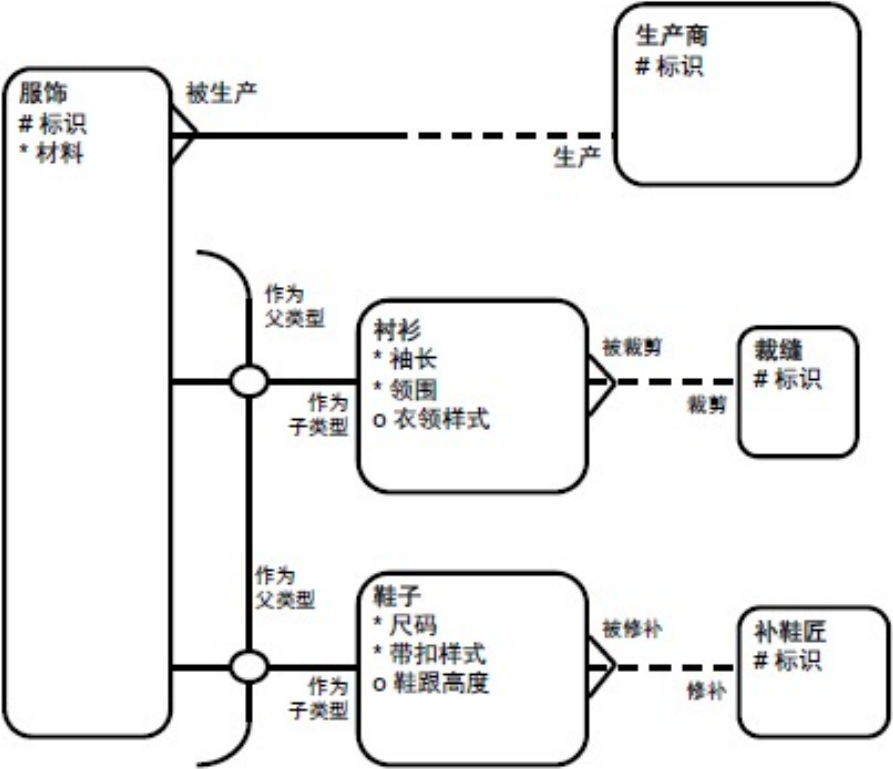 生产商
# 标识
服饰
# 标识
* 材料
被生产
生产
作为
父类型
衬衫
* 袖长
* 领围
o 衣领样式
被裁剪
裁缝
# 标识
作为
子类型
裁剪
作为
父类型
鞋子
* 尺码
* 带扣样式
o 鞋跟高度
被修补
补鞋匠
# 标识
作为
子类型
修补